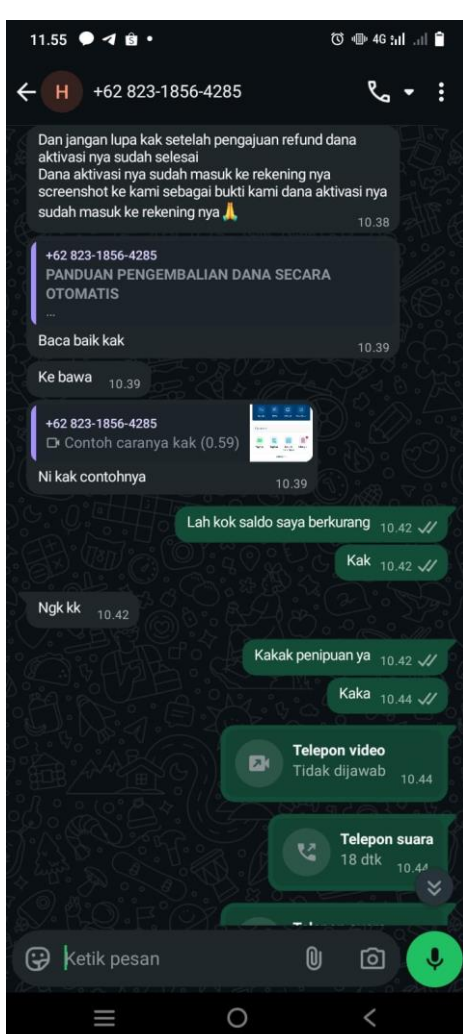 11.55
4G
H
+62 823-1856-4285
Dan jangan lupa kak setelah pengajuan refund dana
aktivasi nya sudah selesai
Dana aktivasi nya sudah masuk ke rekening nya
screenshot ke kami sebagai bukti kami dana aktivasi nya
sudah masuk ke rekening nya🙏
10.38
+62 823-1856-4285
PANDUAN PENGEMBALIAN DANA SECARA
OTOMATIS
...
Baca baik kak
10.39
Ke bawa 10.39
+62 823-1856-4285
Contoh caranya kak (0.59)
Ni kak contohnya
10.39
Lah kok saldo saya berkurang 10.42
Kak 10.42
Ngk kk 10.42
Kakak penipuan ya 10.42
Kaka 10.44
Telepon video
Tidak dijawab 10.44
Telepon suara
18 dtk 10.44
Ketik pesan